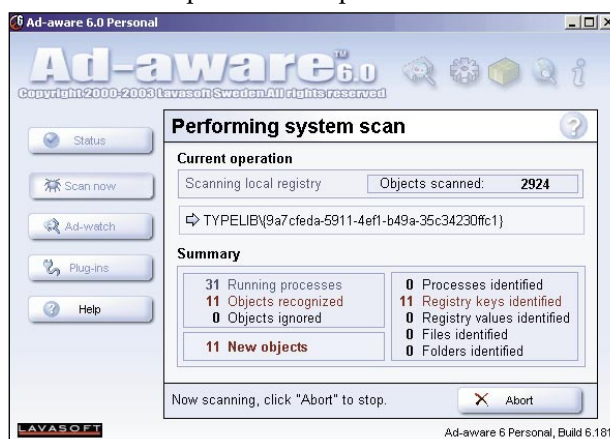 Ad-aware 6.0 Personal
Ad-aware 6.0
TM
Copyright 2000-2003 Lavasoft Sweden. All rights reserved
Status
Scan now
Ad-watch
Plug-ins
Help
Performing system scan
Current operation
Scanning local registry
Objects scanned: 2924
TYPELIB\{9a7cfeda-5911-4ef1-b49a-35c34230ffc1}
Summary
31 Running processes
11 Objects recognized
0 Objects ignored
11 New objects
0 Processes identified
11 Registry keys identified
0 Registry values identified
0 Files identified
0 Folders identified
Now scanning, click "Abort" to stop.
Abort
LAVASOFT
Ad-aware 6 Personal, Build 6.181